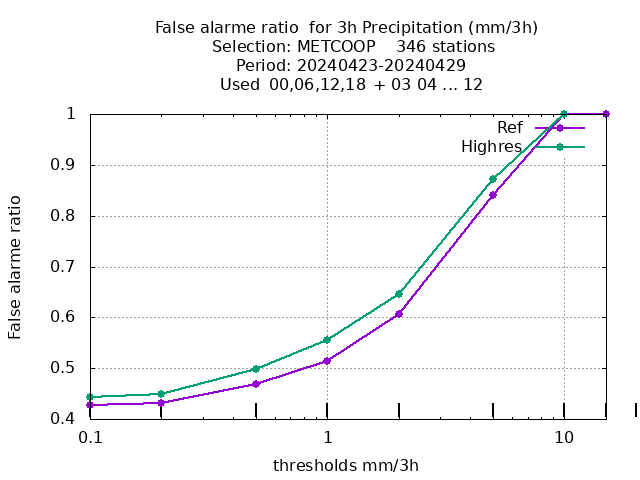 False alarme ratio  for 3h Precipitation (mm/3h)
Selection: METCOOP    346 stations
Period: 20240423-20240429
Used  00,06,12,18  + 03 04 ... 12
1
0.9
0.8
0.7
0.6
0.5
0.4
False alarme ratio
Ref
Highres
0.1 1 10
thresholds mm/3h